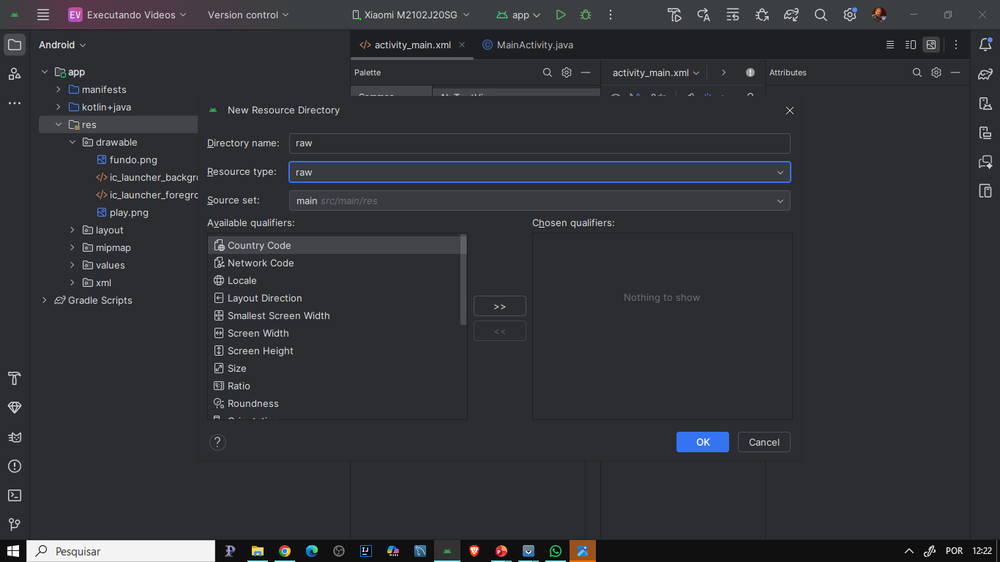 EV Executando Videos Version control Xiaomi M2102J20SG app
Android
activity_main.xml MainActivity.java
app
manifests
kotlin+java
res
drawable
fundo.png
ic_launcher_backgro
ic_launcher_foregro
play.png
layout
mipmap
values
xml
Gradle Scripts
Palette
activity_main.xml
Attributes
New Resource Directory
Directory name: raw
Resource type: raw
Source set: main src/main/res
Available qualifiers: Chosen qualifiers:
Country Code
Network Code
Locale
Layout Direction
Smallest Screen Width
Screen Width
Screen Height
Size
Ratio
Roundness
Nothing to show
>>
<<
?
OK Cancel
Pesquisar
POR 12:22